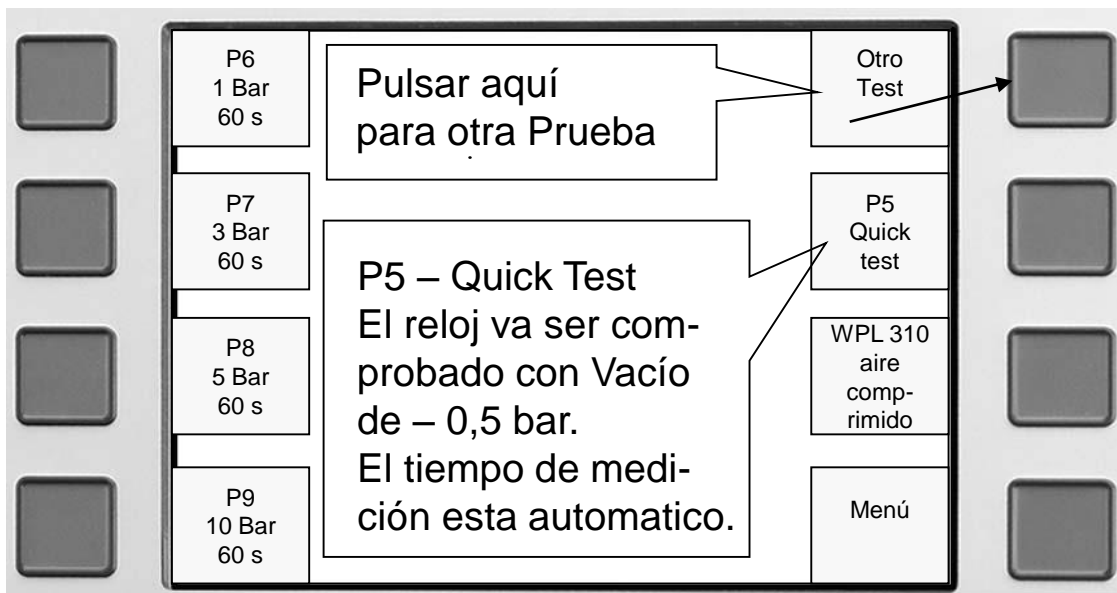 P6
1 Bar
60 s
Pulsar aquí
para otra Prueba
Otro
Test
P7
3 Bar
60 s
P5
Quick
test
P5 – Quick Test
El reloj va ser com-
probado con Vacío
de – 0,5 bar.
El tiempo de medi-
ción esta automatico.
P8
5 Bar
60 s
WPL 310
aire
comp-
rimido
P9
10 Bar
60 s
Menú